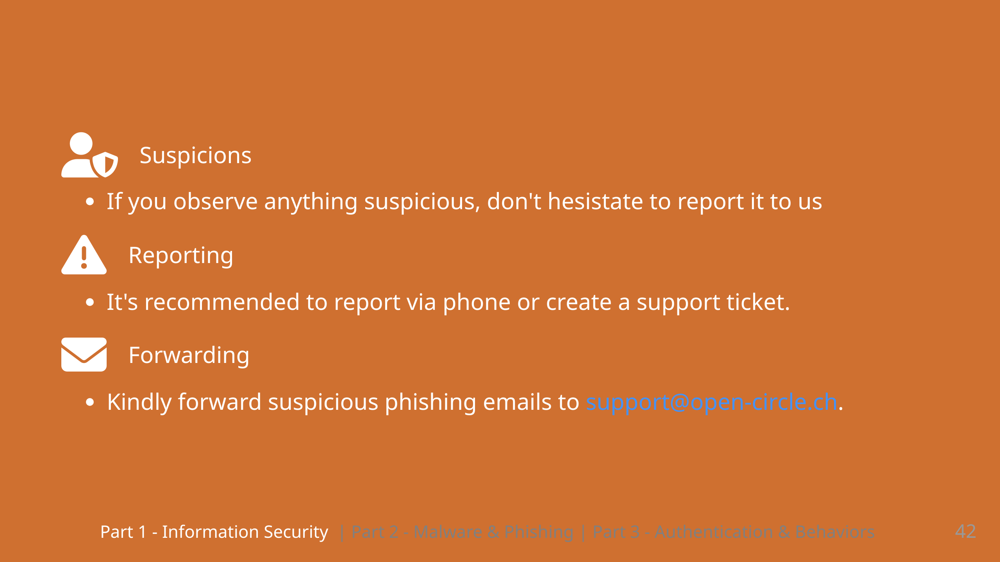 Suspicions
• If you observe anything suspicious, don't hesistate to report it to us
Reporting
• It's recommended to report via phone or create a support ticket.
Forwarding
• Kindly forward suspicious phishing emails to support@open-circle.ch.
Part 1 - Information Security | Part 2 - Malware & Phishing | Part 3 - Authentication & Behaviors
42